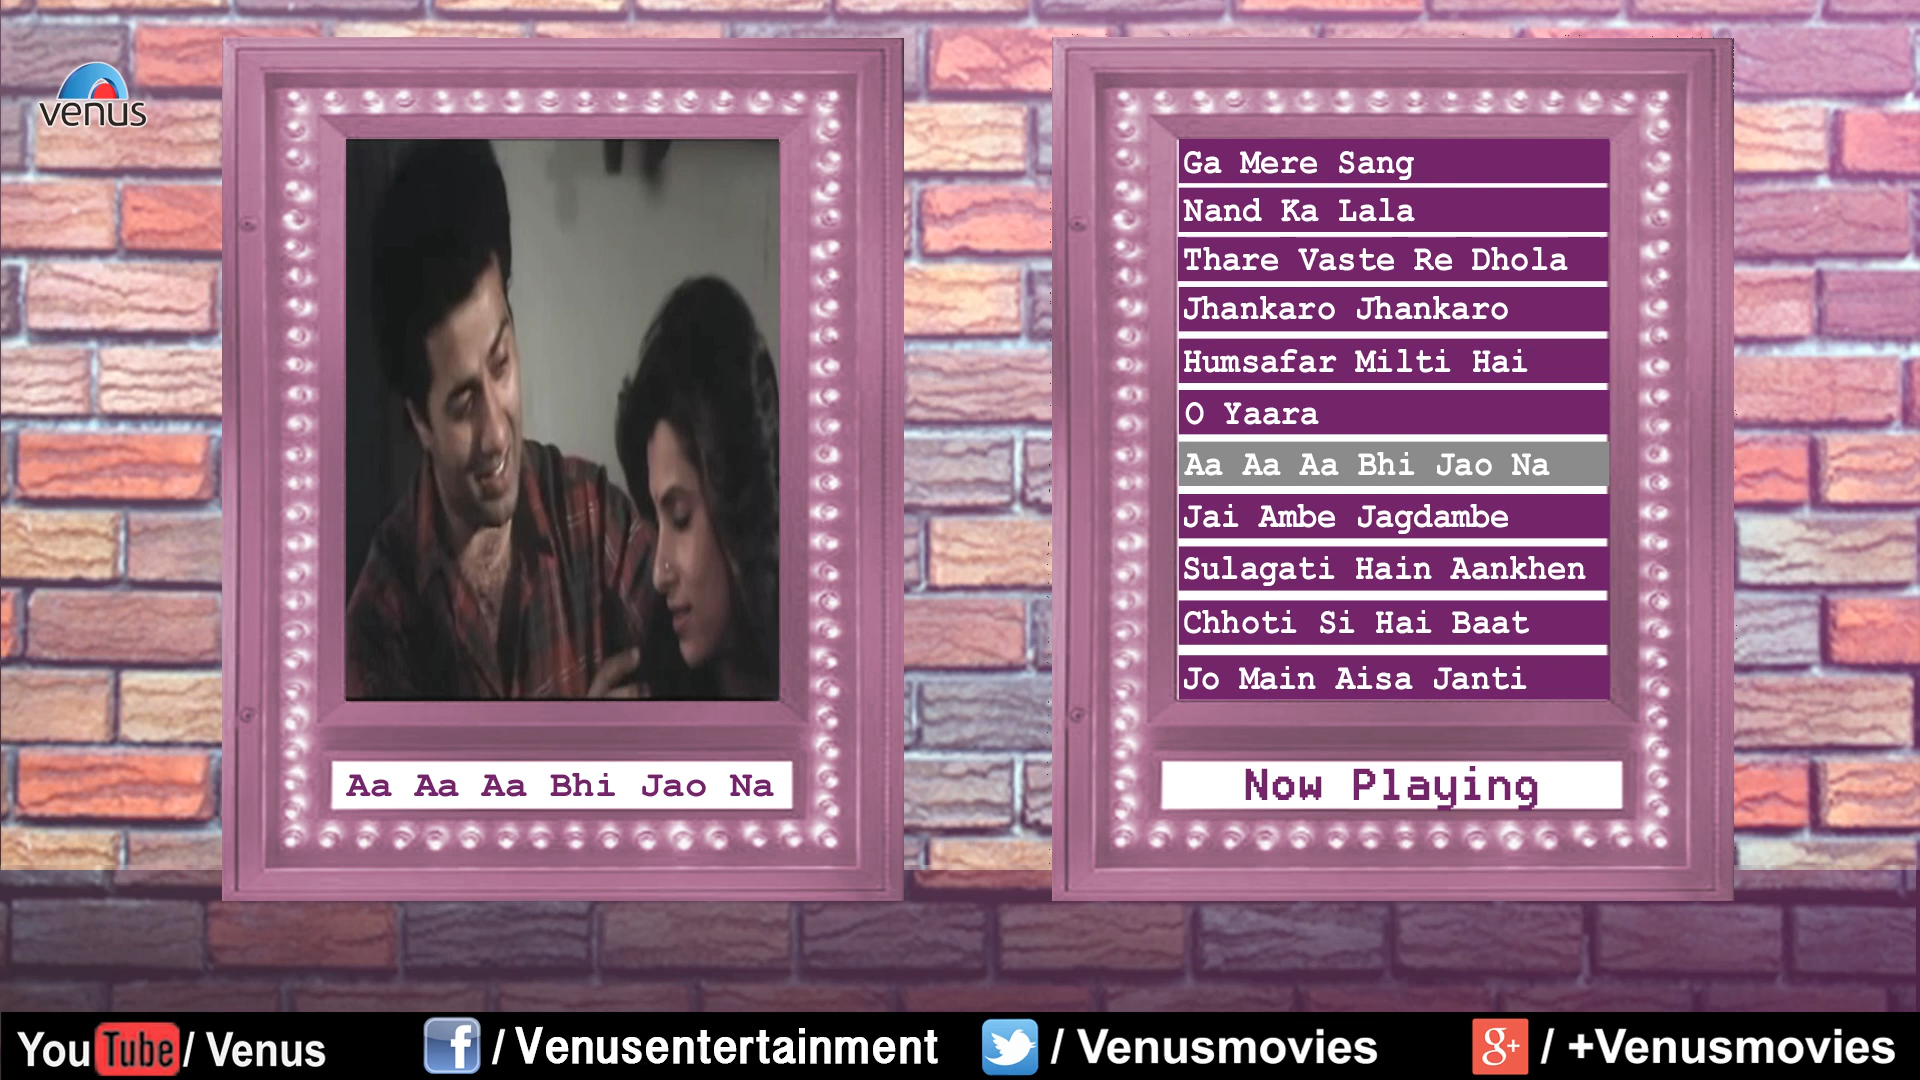 venus
Aa Aa Aa Bhi Jao Na
Ga Mere Sang
Nand Ka Lala
Thare Vaste Re Dhola
Jhankaro Jhankaro
Humsafar Milti Hai
O Yaara
Aa Aa Aa Bhi Jao Na
Jai Ambe Jagdambe
Sulagati Hain Aankhen
Chhoti Si Hai Baat
Jo Main Aisa Janti
Now Playing
YouTube / Venus
f / Venusentertainment
/ Venusmovies
g+ / +Venusmovies